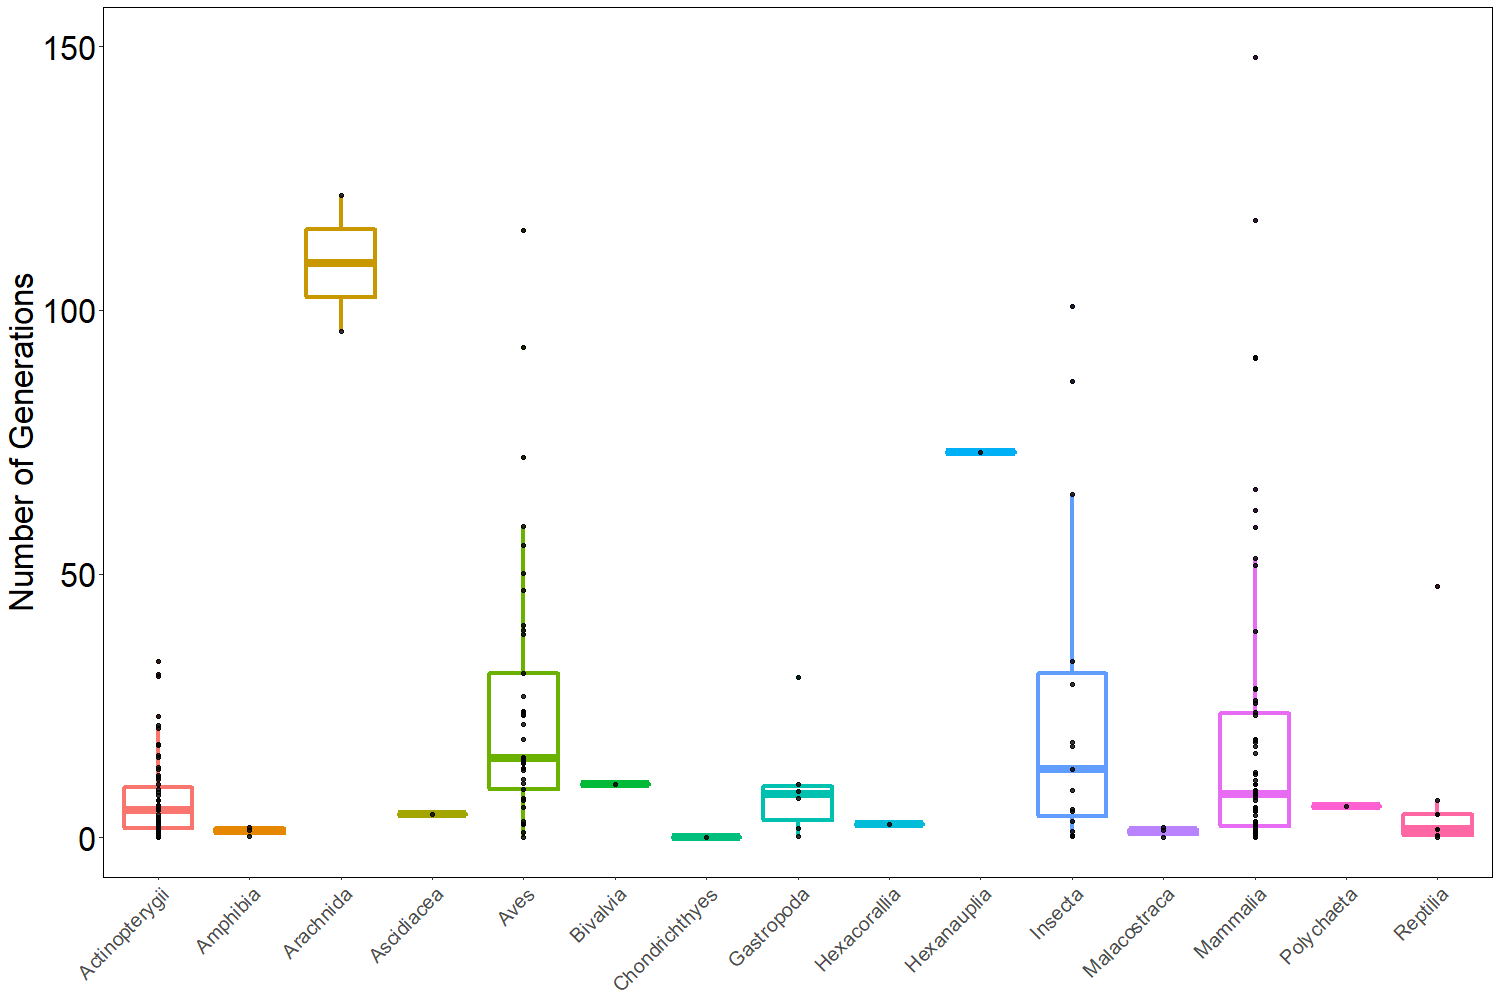 Number of Generations
150
100
50
0
Actinopterygii
Amphibia
Arachnida
Ascidiacea
Aves
Bivalvia
Chondrichthyes
Gastropoda
Hexacorallia
Hexanauplia
Insecta
Malacostraca
Mammalia
Polychaeta
Reptilia